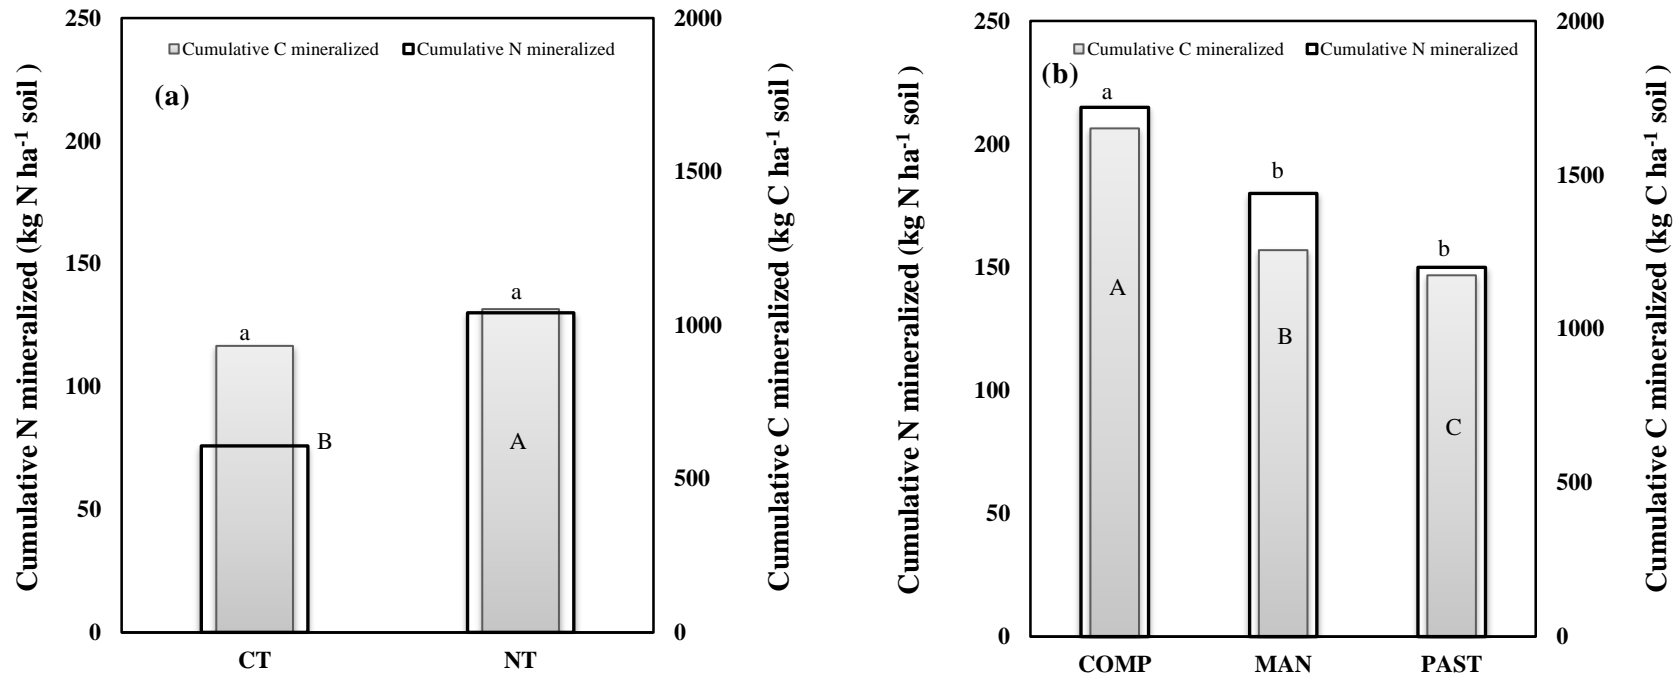 Cumulative N mineralized (kg N ha-1 soil )
250
200
150
100
50
0
Cumulative C mineralized
Cumulative N mineralized
(a)
a
B
a
A
CT
NT
2000
1500
1000
500
0
Cumulative C mineralized (kg C ha-1 soil )
Cumulative N mineralized (kg N ha-1 soil )
250
200
150
100
50
0
Cumulative C mineralized
Cumulative N mineralized
(b)
a
A
b
B
b
C
COMP
MAN
PAST
2000
1500
1000
500
0
Cumulative C mineralized (kg C ha-1 soil )